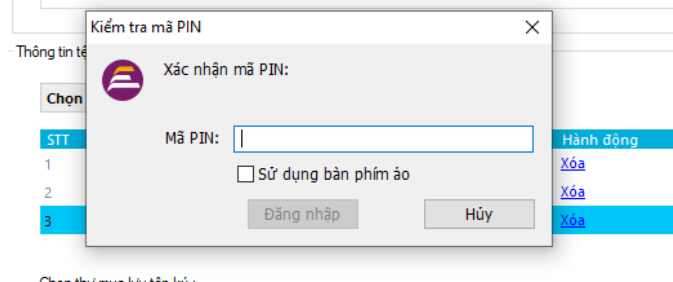 Kiểm tra mã PIN
Thông tin tệ
Xác nhận mã PIN:
Chọn
Mã PIN:
STT Hành động
1 Xóa
Sử dụng bàn phím ảo
2 Xóa
Đăng nhập Hủy
3 Xóa